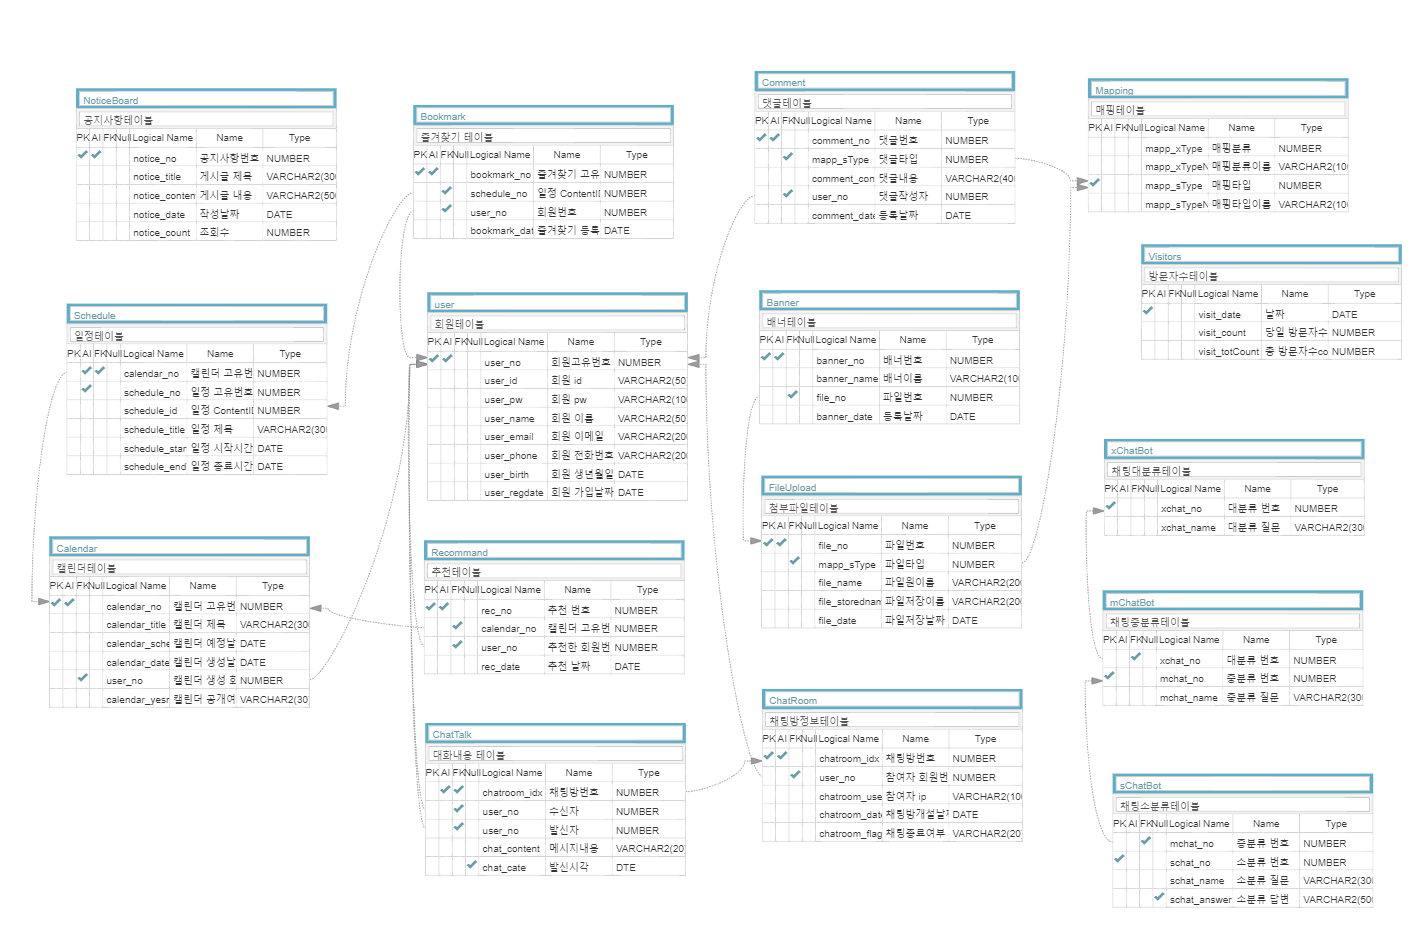 NoticeBoard
공지사항테이블
PK AI FK Null Logical Name Name Type
notice_no 공지사항번호 NUMBER
notice_title 게시글 제목 VARCHAR2(300
notice_conten 게시글 내용 VARCHAR2(500
notice_date 작성날짜 DATE
notice_count 조회수 NUMBER
Bookmark
즐겨찾기 테이블
PK AI FK Null Logical Name Name Type
bookmark_no 즐겨찾기 고유 NUMBER
schedule_no 일정 ContentID NUMBER
user_no 회원번호 NUMBER
bookmark_dat 즐겨찾기 등록 DATE
Comment
댓글테이블
PK AI FK Null Logical Name Name Type
comment_no 댓글번호 NUMBER
mapp_sType 댓글타입 NUMBER
comment_con 댓글내용 VARCHAR2(400
user_no 댓글작성자 NUMBER
comment_date 등록날짜 DATE
Mapping
매핑테이블
PK AI FK Null Logical Name Name Type
mapp_xType 매핑분류 NUMBER
mapp_xTypeN 매핑분류이름 VARCHAR2(100
mapp_sType 매핑타입 NUMBER
mapp_sTypeN 매핑타입이름 VARCHAR2(100
Visitors
방문자수테이블
PK AI FK Null Logical Name Name Type
visit_date 날짜 DATE
visit_count 당일 방문자수 NUMBER
visit_totCount 총 방문자수co NUMBER
Schedule
일정테이블
PK AI FK Null Logical Name Name Type
calendar_no 캘린더 고유번 NUMBER
schedule_no 일정 고유번호 NUMBER
schedule_id 일정 ContentID NUMBER
schedule_title 일정 제목 VARCHAR2(300
schedule_star 일정 시작시간 DATE
schedule_end 일정 종료시간 DATE
user
회원테이블
PK AI FK Null Logical Name Name Type
user_no 회원고유번호 NUMBER
user_id 회원 id VARCHAR2(50)
user_pw 회원 pw VARCHAR2(100
user_name 회원 이름 VARCHAR2(50)
user_email 회원 이메일 VARCHAR2(200
user_phone 회원 전화번호 VARCHAR2(200
user_birth 회원 생년월일 DATE
user_regdate 회원 가입날짜 DATE
Banner
배너테이블
PK AI FK Null Logical Name Name Type
banner_no 배너번호 NUMBER
banner_name 배너이름 VARCHAR2(100
file_no 파일번호 NUMBER
banner_date 등록날짜 DATE
xChatBot
채팅대분류테이블
PK AI FK Null Logical Name Name Type
xchat_no 대분류 번호 NUMBER
xchat_name 대분류 질문 VARCHAR2(300
FileUpload
첨부파일테이블
PK AI FK Null Logical Name Name Type
file_no 파일번호 NUMBER
mapp_sType 파일타입 NUMBER
file_name 파일원이름 VARCHAR2(200
file_storednam 파일저장이름 VARCHAR2(200
file_date 파일저장날짜 DATE
Calendar
캘린더테이블
PK AI FK Null Logical Name Name Type
calendar_no 캘린더 고유번 NUMBER
calendar_title 캘린더 제목 VARCHAR2(300
calendar_sche 캘린더 예정날 DATE
calendar_date 캘린더 생성날 DATE
user_no 캘린더 생성 회 NUMBER
calendar_yesn 캘린더 공개여 VARCHAR2(30)
Recommand
추천테이블
PK AI FK Null Logical Name Name Type
rec_no 추천 번호 NUMBER
calendar_no 캘린더 고유번 NUMBER
user_no 추천한 회원번 NUMBER
rec_date 추천 날짜 DATE
mChatBot
채팅중분류테이블
PK AI FK Null Logical Name Name Type
xchat_no 대분류 번호 NUMBER
mchat_no 중분류 번호 NUMBER
mchat_name 중분류 질문 VARCHAR2(300
ChatRoom
채팅방정보테이블
PK AI FK Null Logical Name Name Type
chatroom_idx 채팅방번호 NUMBER
user_no 참여자 회원번 NUMBER
chatroom_use 참여자 ip VARCHAR2(100
chatroom_date 채팅방개설날짜 DATE
chatroom_flag 채팅종료여부 VARCHAR2(20)
ChatTalk
대화내용 테이블
PK AI FK Null Logical Name Name Type
chatroom_idx 채팅방번호 NUMBER
user_no 수신자 NUMBER
user_no 발신자 NUMBER
chat_content 메시지내용 VARCHAR2(20)
chat_cate 발신시각 DTE
sChatBot
채팅소분류테이블
PK AI FK Null Logical Name Name Type
mchat_no 중분류 번호 NUMBER
schat_no 소분류 번호 NUMBER
schat_name 소분류 질문 VARCHAR2(300
schat_answer 소분류 답변 VARCHAR2(500